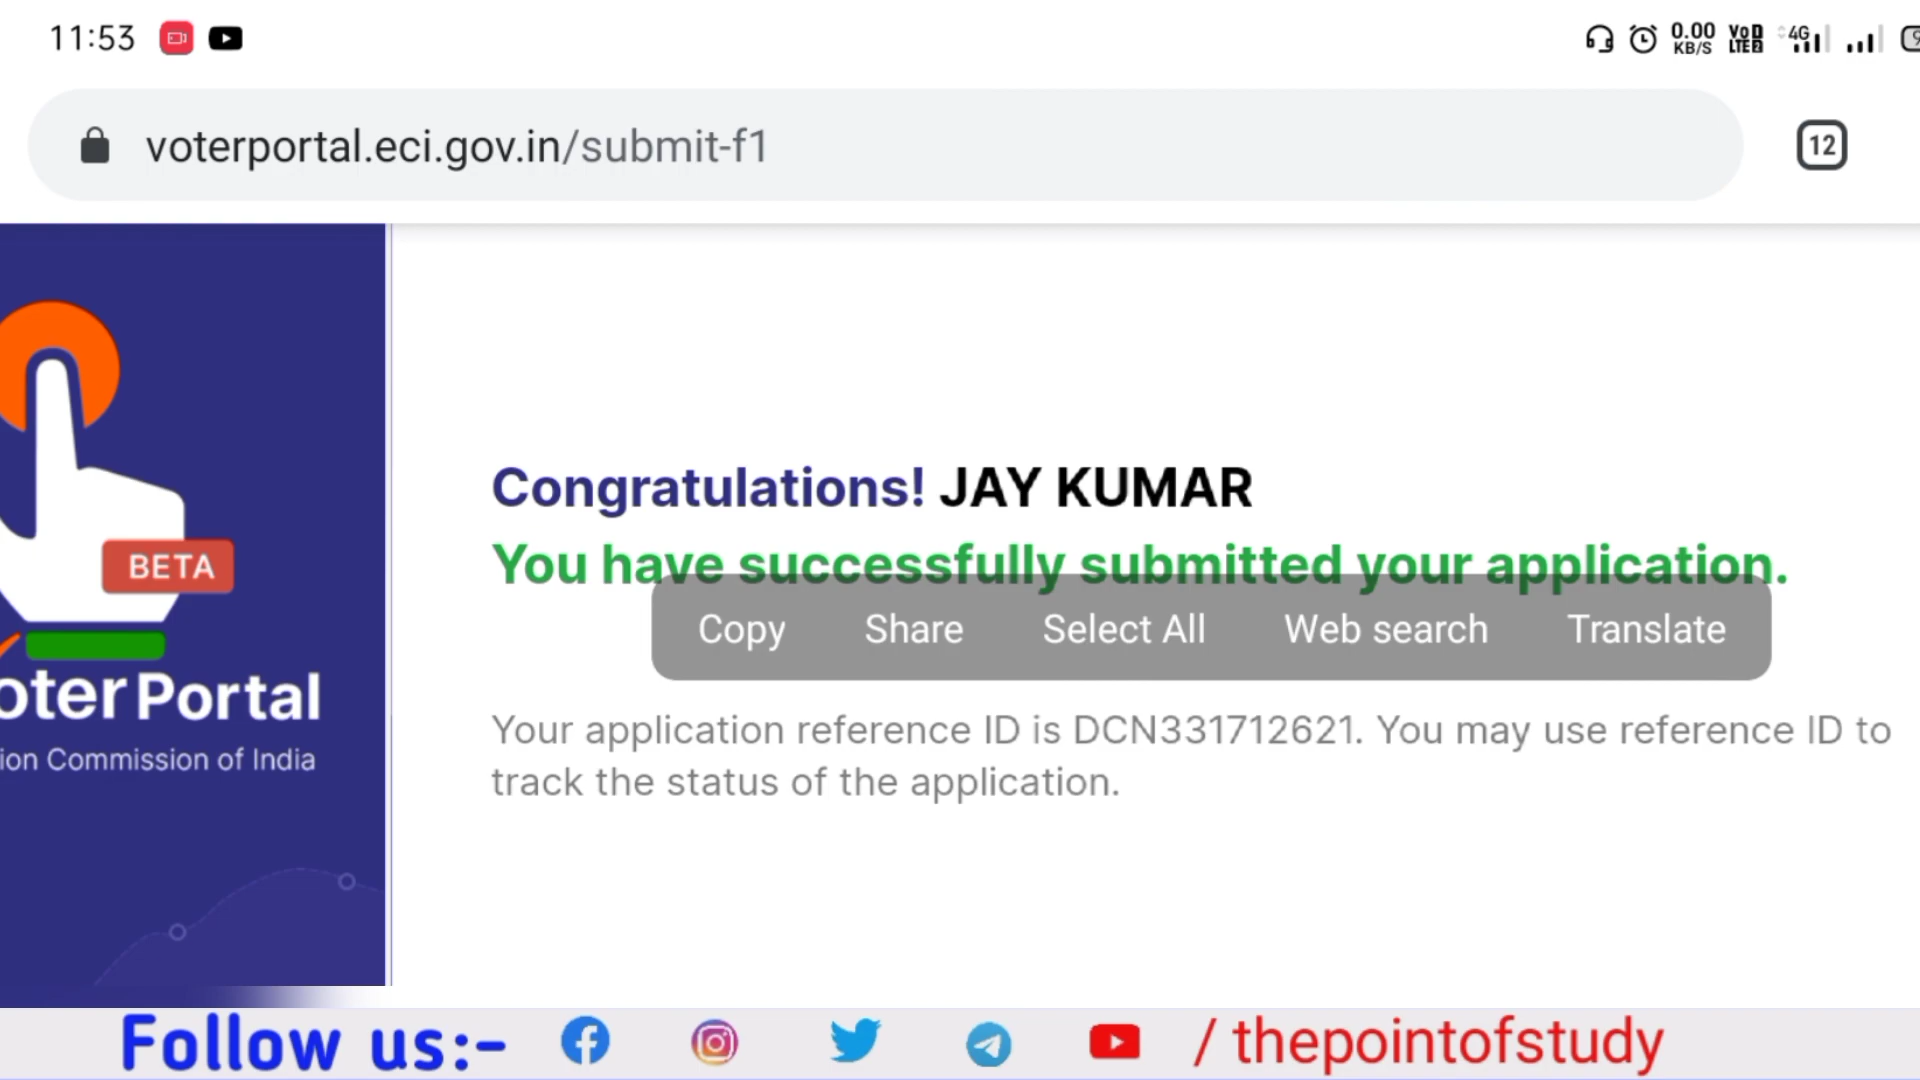 11:53
0.00
KB/S
VoD
LTE2
4G
voterportal.eci.gov.in/submit-f1
12
Congratulations! JAY KUMAR
You have successfully submitted your application.
BETA
Copy Share Select All Web search Translate
oter Portal
ion Commission of India
Your application reference ID is DCN331712621. You may use reference ID to
track the status of the application.
Follow us:- / thepointofstudy